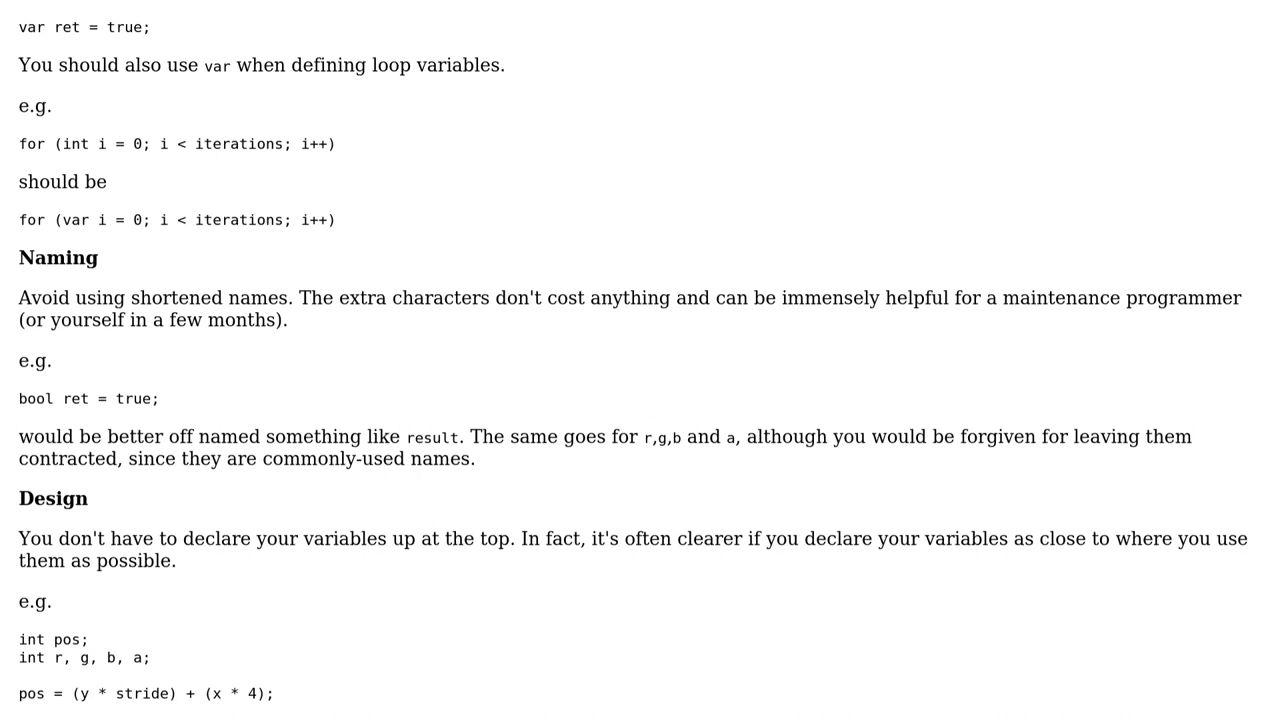 var ret = true;
You should also use var when defining loop variables.
e.g.
for (int i = 0; i < iterations; i++)
should be
for (var i = 0; i < iterations; i++)
Naming
Avoid using shortened names. The extra characters don't cost anything and can be immensely helpful for a maintenance programmer
(or yourself in a few months).
e.g.
bool ret = true;
would be better off named something like result. The same goes for r,g,b and a, although you would be forgiven for leaving them
contracted, since they are commonly-used names.
Design
You don't have to declare your variables up at the top. In fact, it's often clearer if you declare your variables as close to where you use
them as possible.
e.g.
int pos;
int r, g, b, a;
pos = (y * stride) + (x * 4);